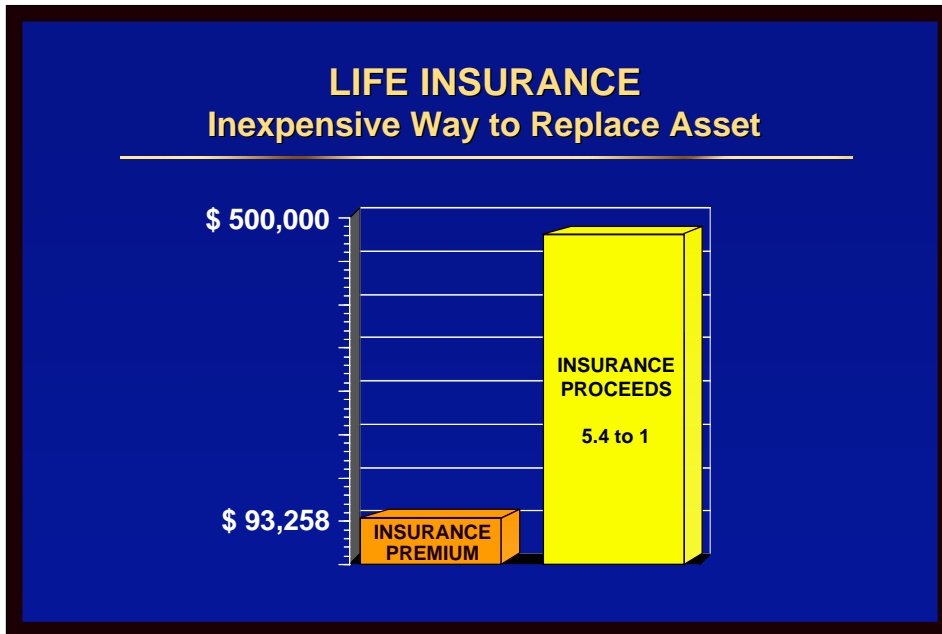 LIFE INSURANCE
Inexpensive Way to Replace Asset
$ 500,000
INSURANCE
PROCEEDS
5.4 to 1
$ 93,258
INSURANCE
PREMIUM